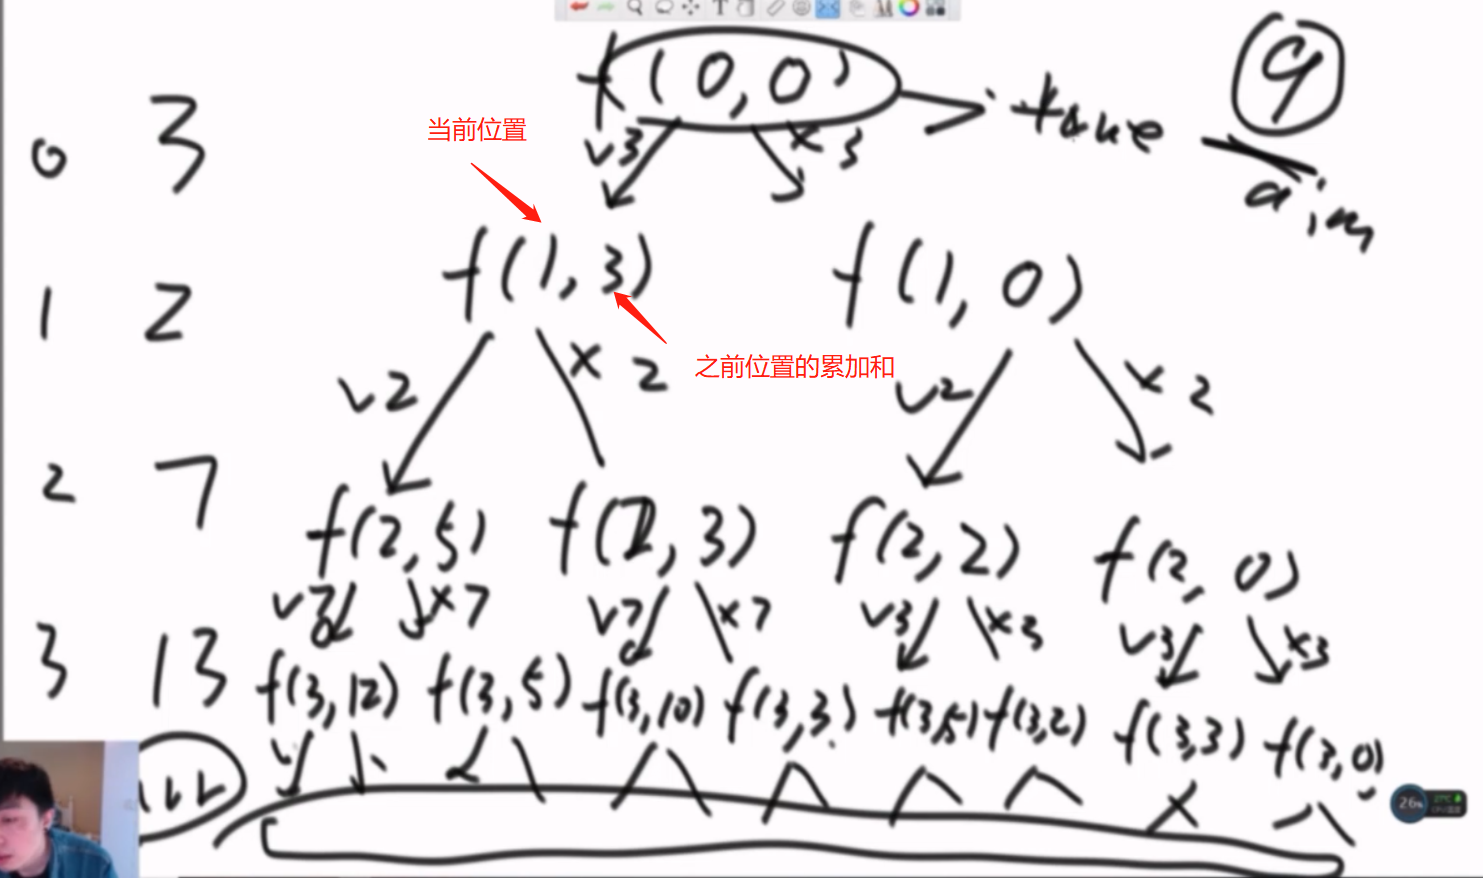 f(0,0) → true 9
当前位置 √3 ×3 aim
0 3
f(1,3) f(1,0)
1 2
之前位置的累加和
√2 ×2 √2 ×2
2 7
f(2,5) f(2,3) f(2,2) f(2,0)
√7 ×7 √7 ×7 √3 ×3 √3 ×3
3 13
f(3,12) f(3,5) f(3,10) f(3,3) f(3,5) f(3,2) f(3,3) f(3,0)
26%